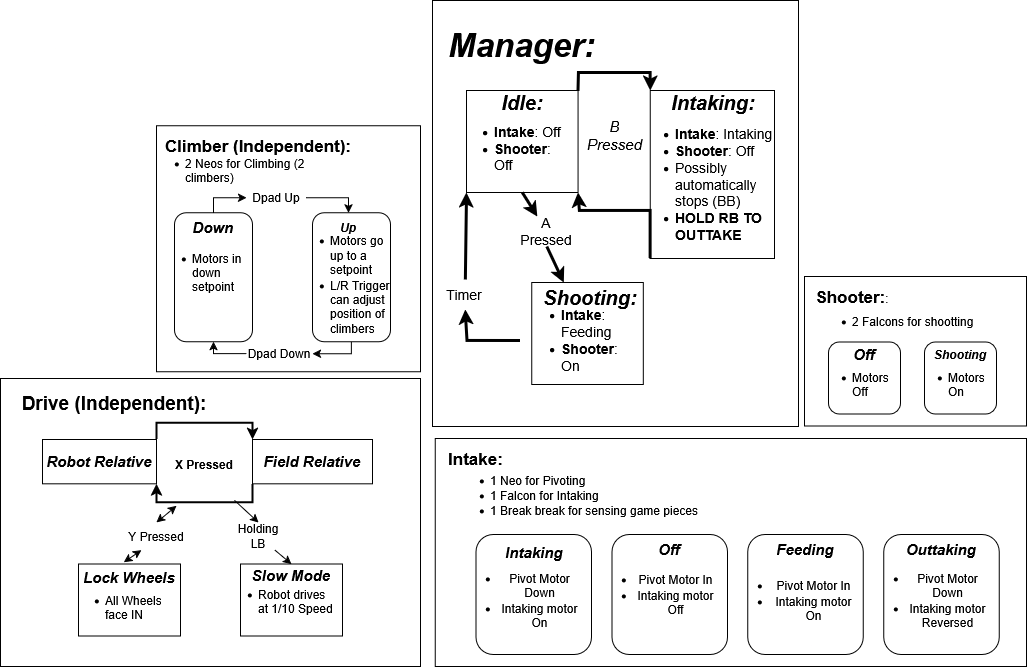 Manager:
Idle:
• Intake: Off
• Shooter:
Off
B
Pressed
Intaking:
• Intake: Intaking
• Shooter: Off
• Possibly
automatically
stops (BB)
• HOLD RB TO
OUTTAKE
A
Pressed
Timer
Shooting:
• Intake:
Feeding
• Shooter:
On
Climber (Independent):
• 2 Neos for Climbing (2
climbers)
Dpad Up
Down
• Motors in
down
setpoint
Up
• Motors go
up to a
setpoint
• L/R Trigger
can adjust
position of
climbers
Dpad Down
Shooter::
• 2 Falcons for shootting
Off
• Motors
Off
Shooting
• Motors
On
Drive (Independent):
Robot Relative
X Pressed
Field Relative
Y Pressed
Holding
LB
Lock Wheels
• All Wheels
face IN
Slow Mode
• Robot drives
at 1/10 Speed
Intake:
• 1 Neo for Pivoting
• 1 Falcon for Intaking
• 1 Break break for sensing game pieces
Intaking
• Pivot Motor
Down
• Intaking motor
On
Off
• Pivot Motor In
• Intaking motor
Off
Feeding
• Pivot Motor In
• Intaking motor
On
Outtaking
• Pivot Motor
Down
• Intaking motor
Reversed